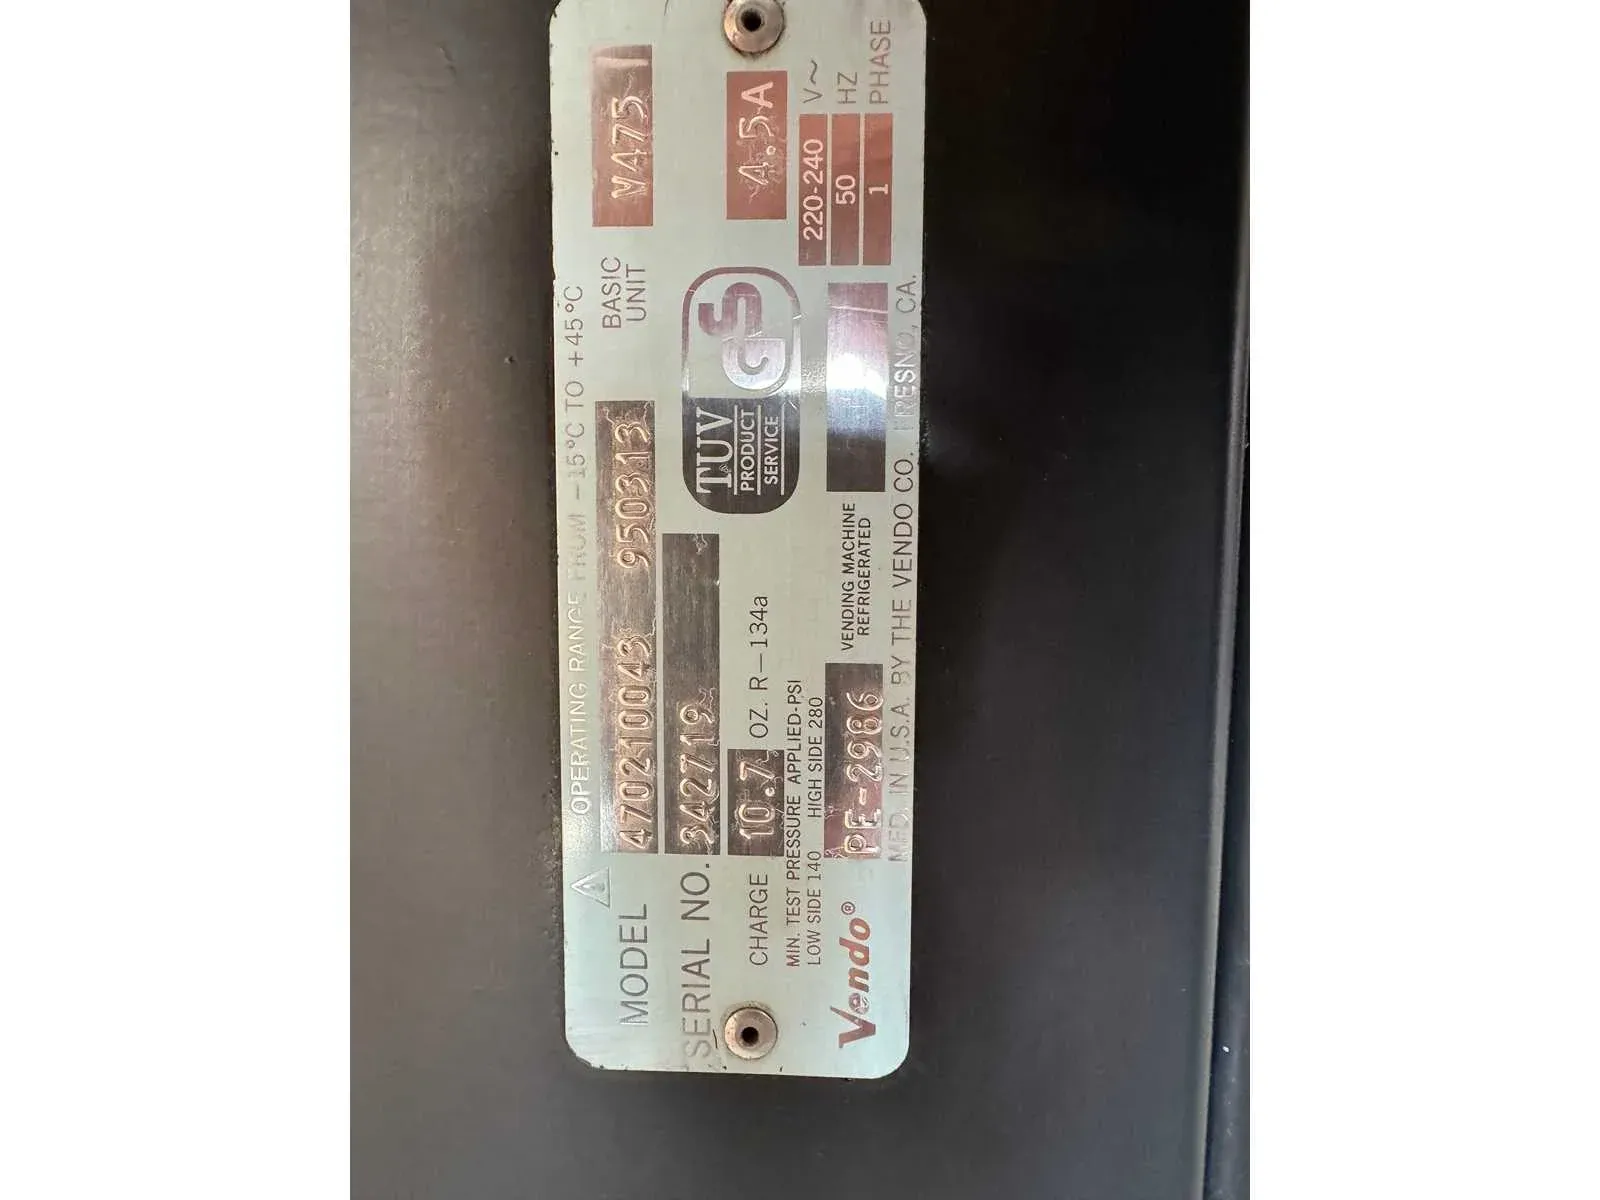 ⚠ OPERATING RANGE FROM -15°C TO +45°C
MODEL 470210043 950313 BASIC UNIT V475
SERIAL NO. 342719
CHARGE 10.7 OZ. R-134a
4.5A
MIN. TEST PRESSURE APPLIED-PSI
LOW SIDE 140 HIGH SIDE 280
TUV
PRODUCT
SERVICE
GS
220-240 V~
50 HZ
1 PHASE
Vendo® PE-2986 VENDING MACHINE
REFRIGERATED
MFD. IN U.S.A. BY THE VENDO CO. FRESNO, CA.